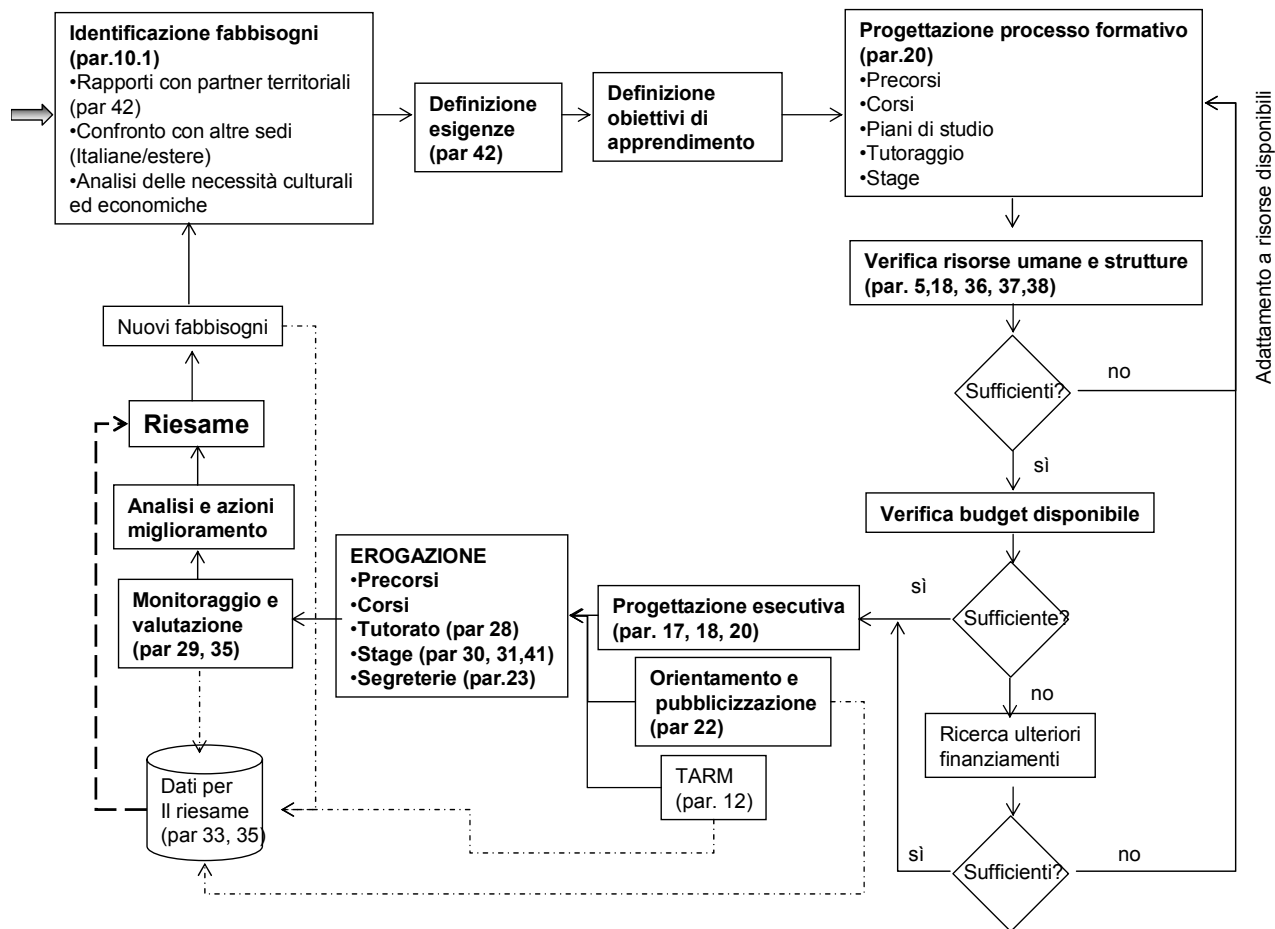 Identificazione fabbisogni
(par.10.1)
•Rapporti con partner territoriali
(par 42)
•Confronto con altre sedi
(Italiane/estere)
•Analisi delle necessità culturali
ed economiche
Definizione
esigenze
(par 42)
Definizione
obiettivi di
apprendimento
Progettazione processo formativo
(par.20)
•Precorsi
•Corsi
•Piani di studio
•Tutoraggio
•Stage
Adattamento a risorse disponibili
Verifica risorse umane e strutture
(par. 5,18, 36, 37,38)
Sufficienti?
no
sì
Verifica budget disponibile
Sufficiente?
sì
no
Ricerca ulteriori
finanziamenti
Sufficienti?
sì
no
Progettazione esecutiva
(par. 17, 18, 20)
Orientamento e
pubblicizzazione
(par 22)
TARM
(par. 12)
EROGAZIONE
•Precorsi
•Corsi
•Tutorato (par 28)
•Stage (par 30, 31,41)
•Segreterie (par.23)
Monitoraggio e
valutazione
(par 29, 35)
Analisi e azioni
miglioramento
Riesame
Nuovi fabbisogni
Dati per
Il riesame
(par 33, 35)